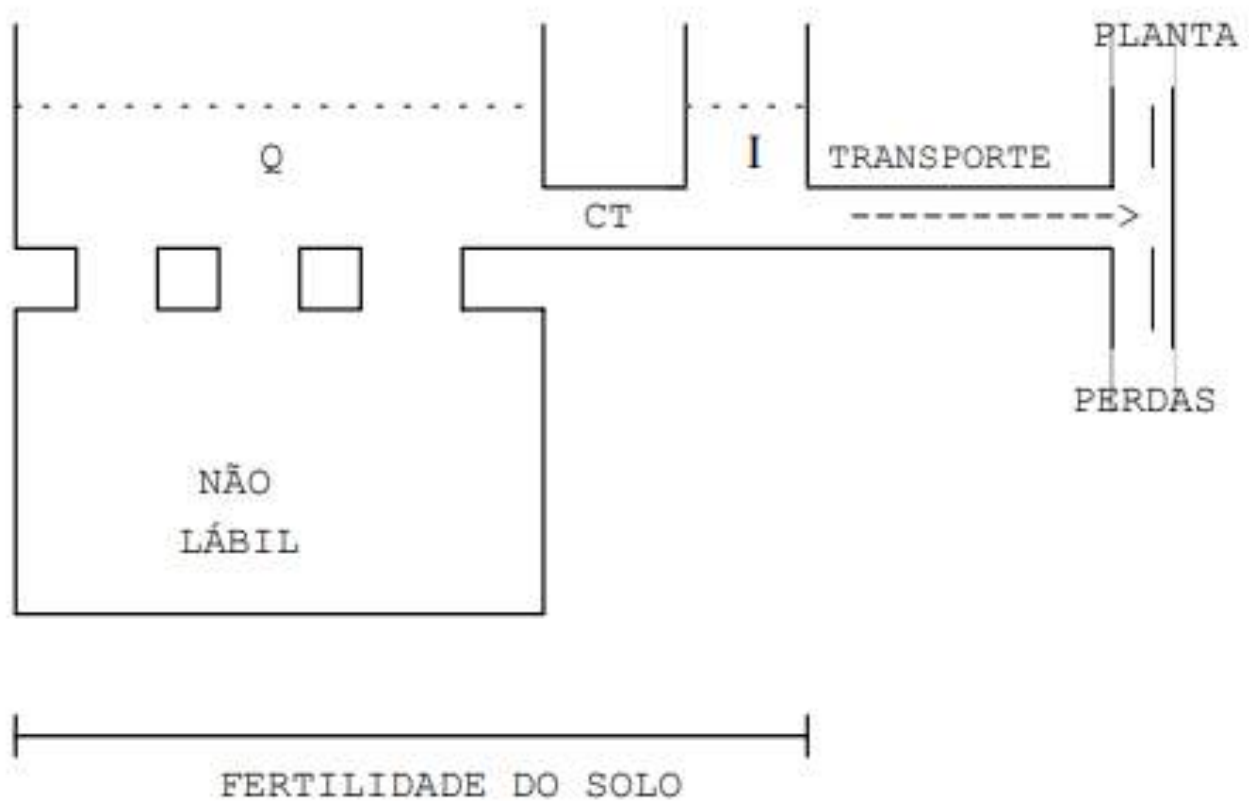 PLANTA
Q
I
TRANSPORTE
CT
PERDAS
NÃO
LÁBIL
FERTILIDADE DO SOLO